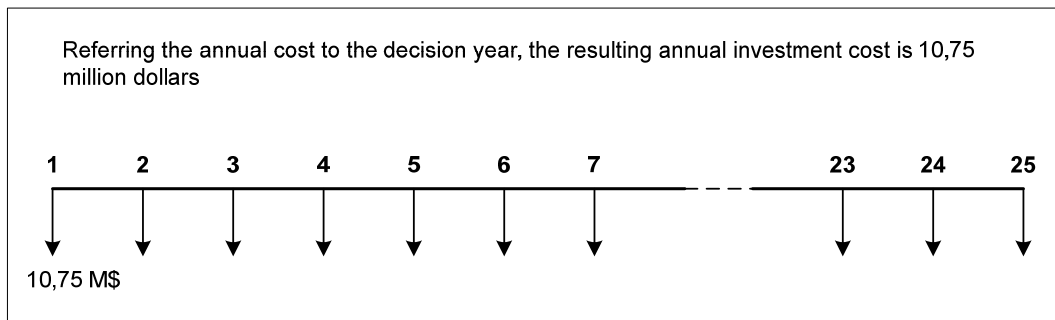 Referring the annual cost to the decision year, the resulting annual investment cost is 10,75
million dollars
1 2 3 4 5 6 7 23 24 25
10,75 M$